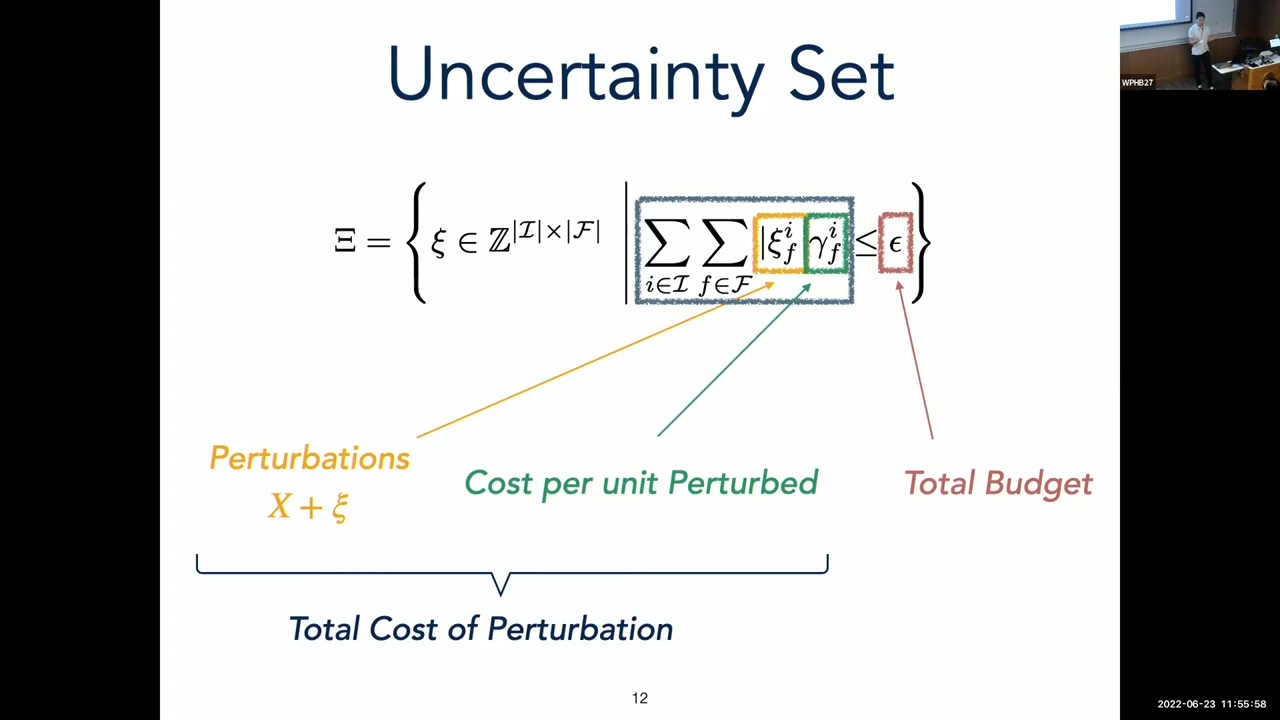 Uncertainty Set
WPHB27
Ξ = { ξ ∈ ℤ^{|ℐ|×|ℱ|} | ∑_{i∈ℐ} ∑_{f∈ℱ} |ξ_f^i γ_f^i ≤ ϵ }
Perturbations
X + ξ
Cost per unit Perturbed
Total Budget
Total Cost of Perturbation
12
2022-06-23 11:55:58